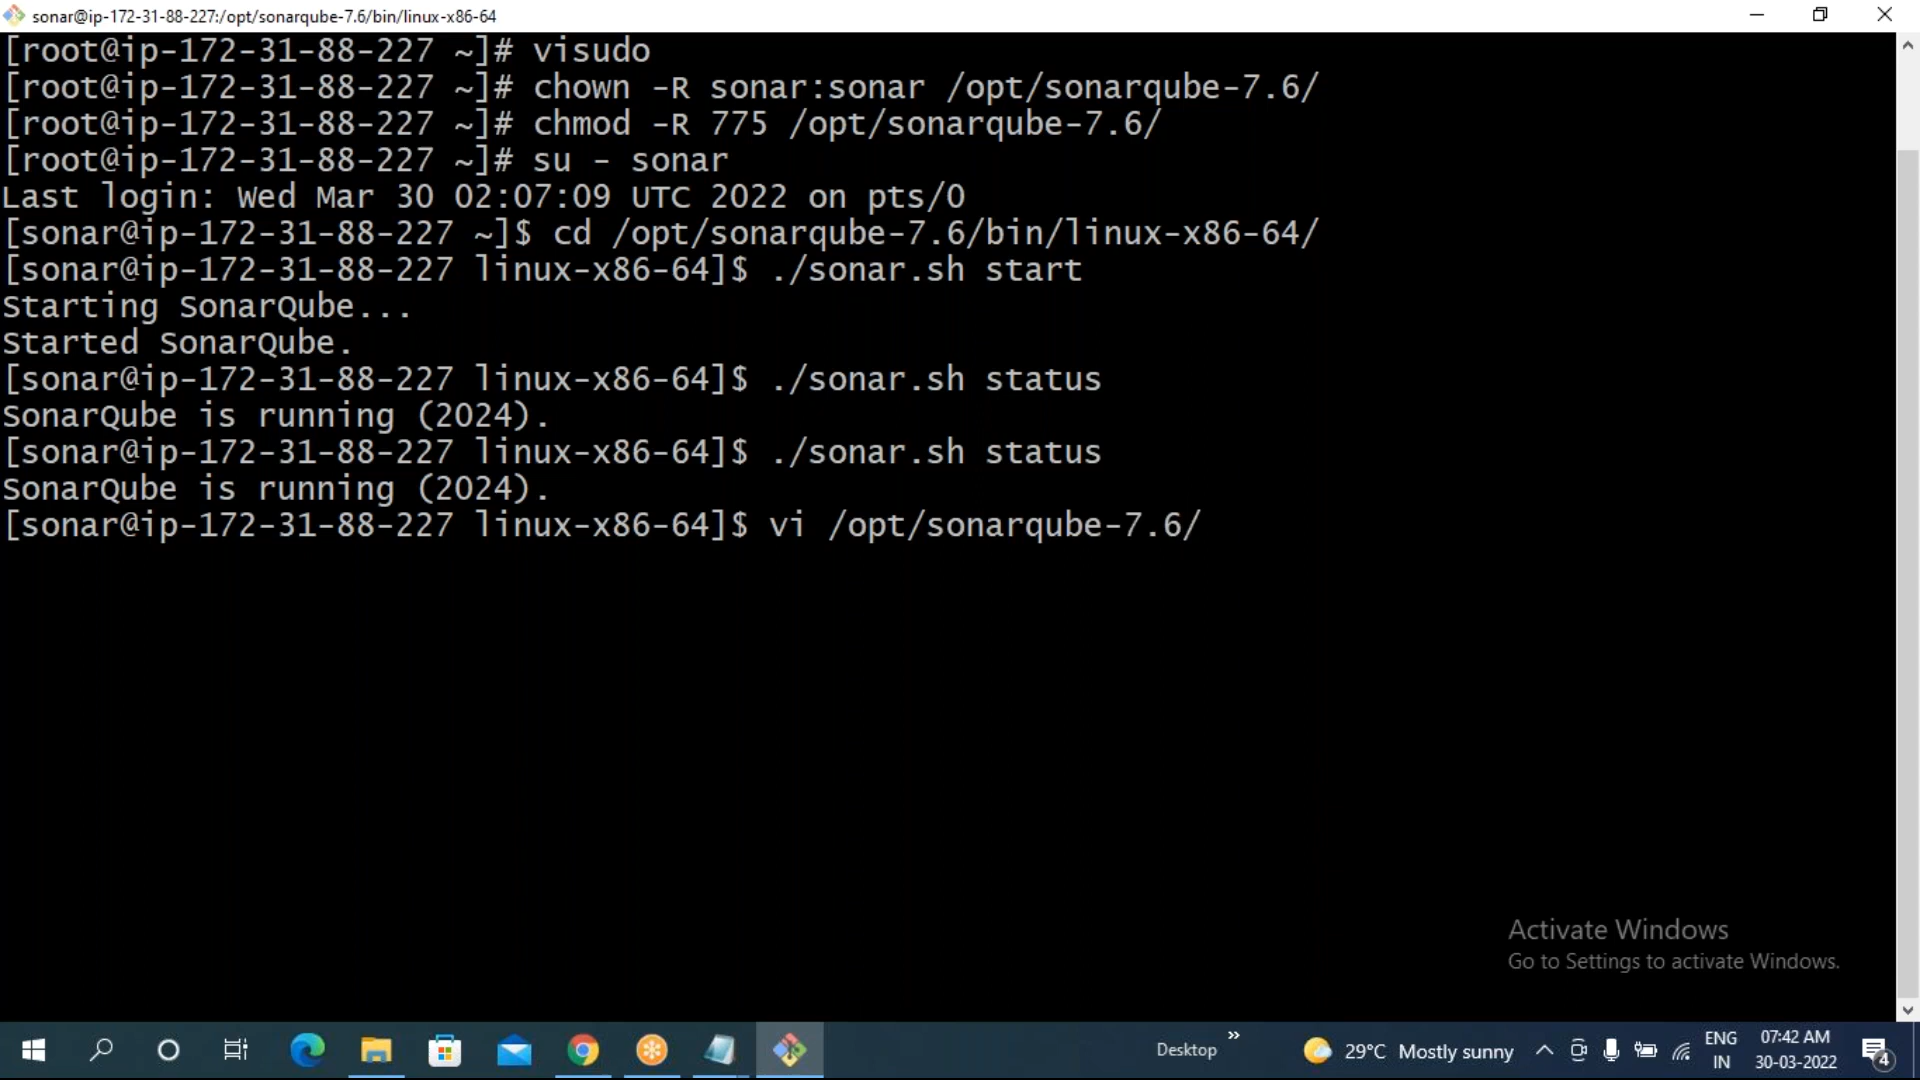 sonar@ip-172-31-88-227:/opt/sonarqube-7.6/bin/linux-x86-64
[root@ip-172-31-88-227 ~]# visudo
[root@ip-172-31-88-227 ~]# chown -R sonar:sonar /opt/sonarqube-7.6/
[root@ip-172-31-88-227 ~]# chmod -R 775 /opt/sonarqube-7.6/
[root@ip-172-31-88-227 ~]# su - sonar
Last login: Wed Mar 30 02:07:09 UTC 2022 on pts/0
[sonar@ip-172-31-88-227 ~]$ cd /opt/sonarqube-7.6/bin/linux-x86-64/
[sonar@ip-172-31-88-227 linux-x86-64]$ ./sonar.sh start
Starting SonarQube...
Started SonarQube.
[sonar@ip-172-31-88-227 linux-x86-64]$ ./sonar.sh status
SonarQube is running (2024).
[sonar@ip-172-31-88-227 linux-x86-64]$ ./sonar.sh status
SonarQube is running (2024).
[sonar@ip-172-31-88-227 linux-x86-64]$ vi /opt/sonarqube-7.6/
Activate Windows
Go to Settings to activate Windows.
Desktop
29°C Mostly sunny
ENG
IN
07:42 AM
30-03-2022
4